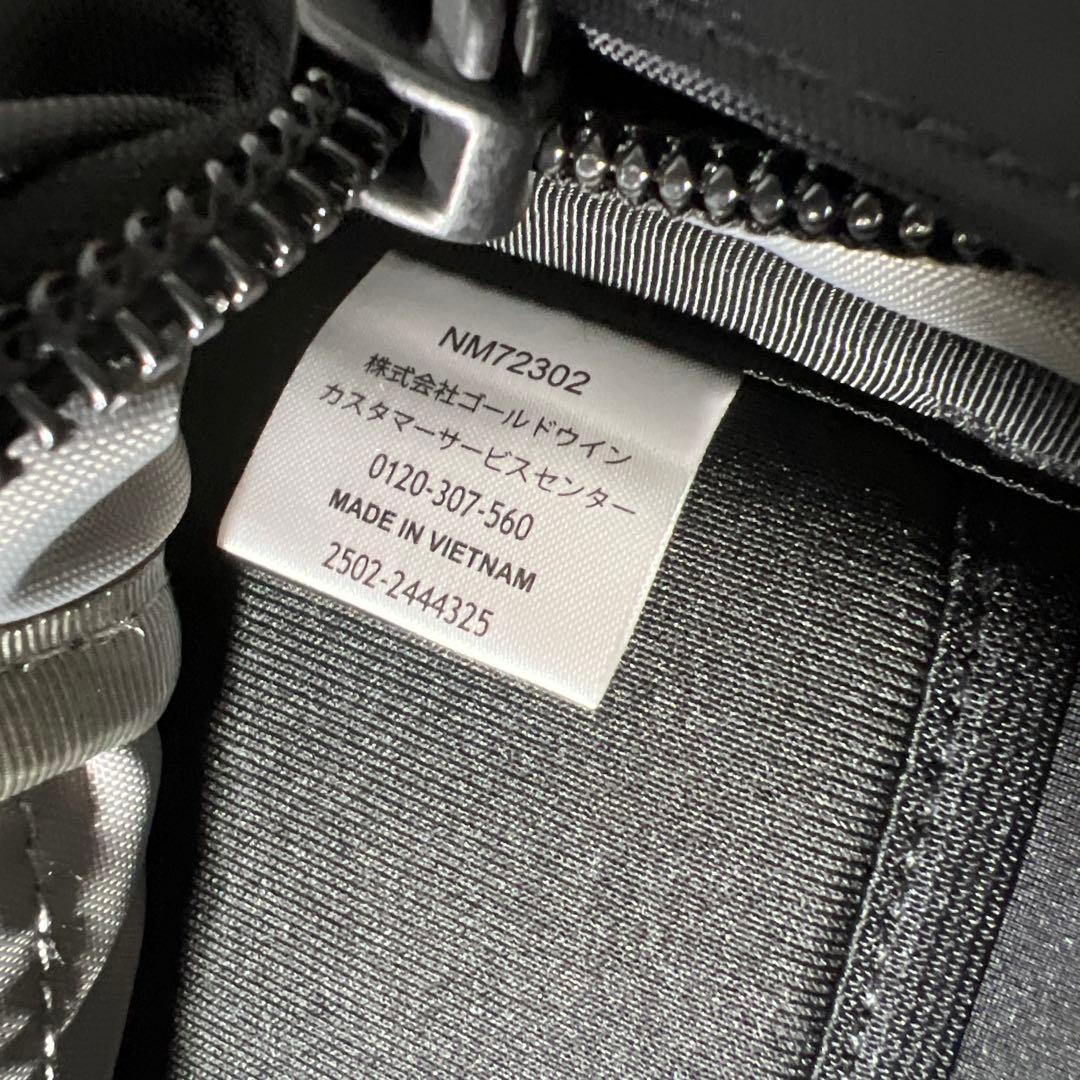 NM72302
株式会社ゴールドウイン
カスタマーサービスセンター
0120-307-560
MADE IN VIETNAM
2502-2444325